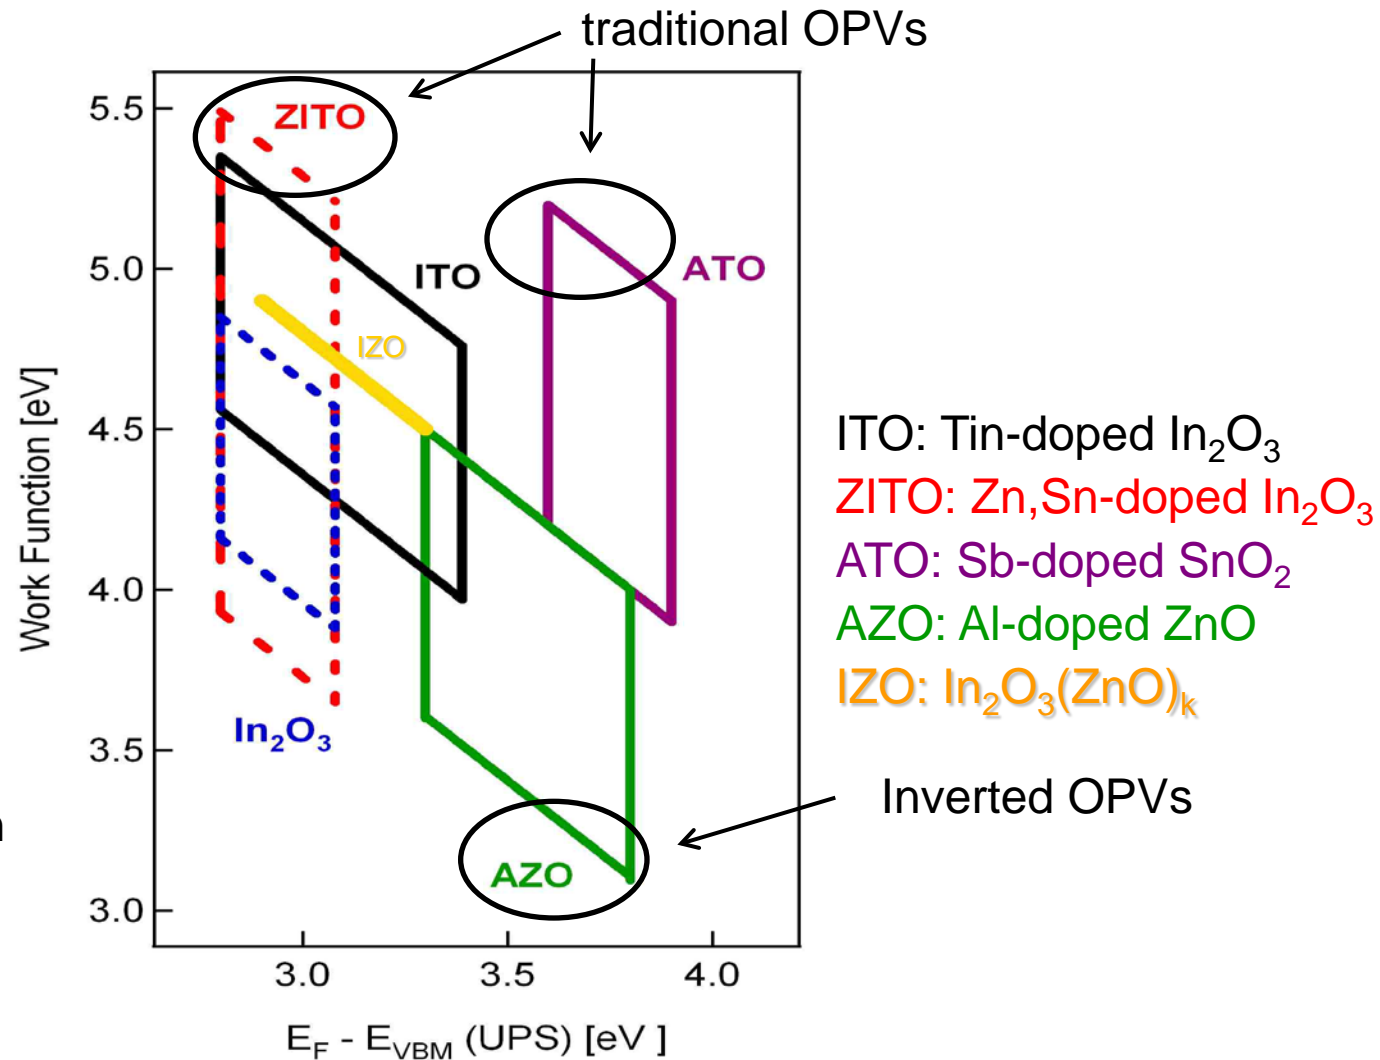 traditional OPVs
5.5
ZITO
5.0
ITO
ATO
IZO
4.5
4.0
3.5
3.0
In₂O₃
AZO
3.0 3.5 4.0
Work Function [eV]
E_F - E_VBM (UPS) [eV ]
ITO: Tin-doped In₂O₃
ZITO: Zn,Sn-doped In₂O₃
ATO: Sb-doped SnO₂
AZO: Al-doped ZnO
IZO: In₂O₃(ZnO)ₖ
Inverted OPVs